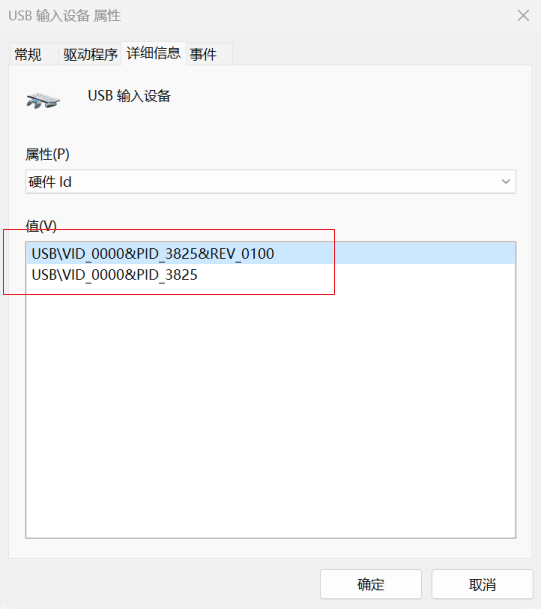 USB 输入设备 属性
常规 驱动程序 详细信息 事件
USB 输入设备
属性(P)
硬件 Id
值(V)
USB\VID_0000&PID_3825&REV_0100
USB\VID_0000&PID_3825
确定 取消